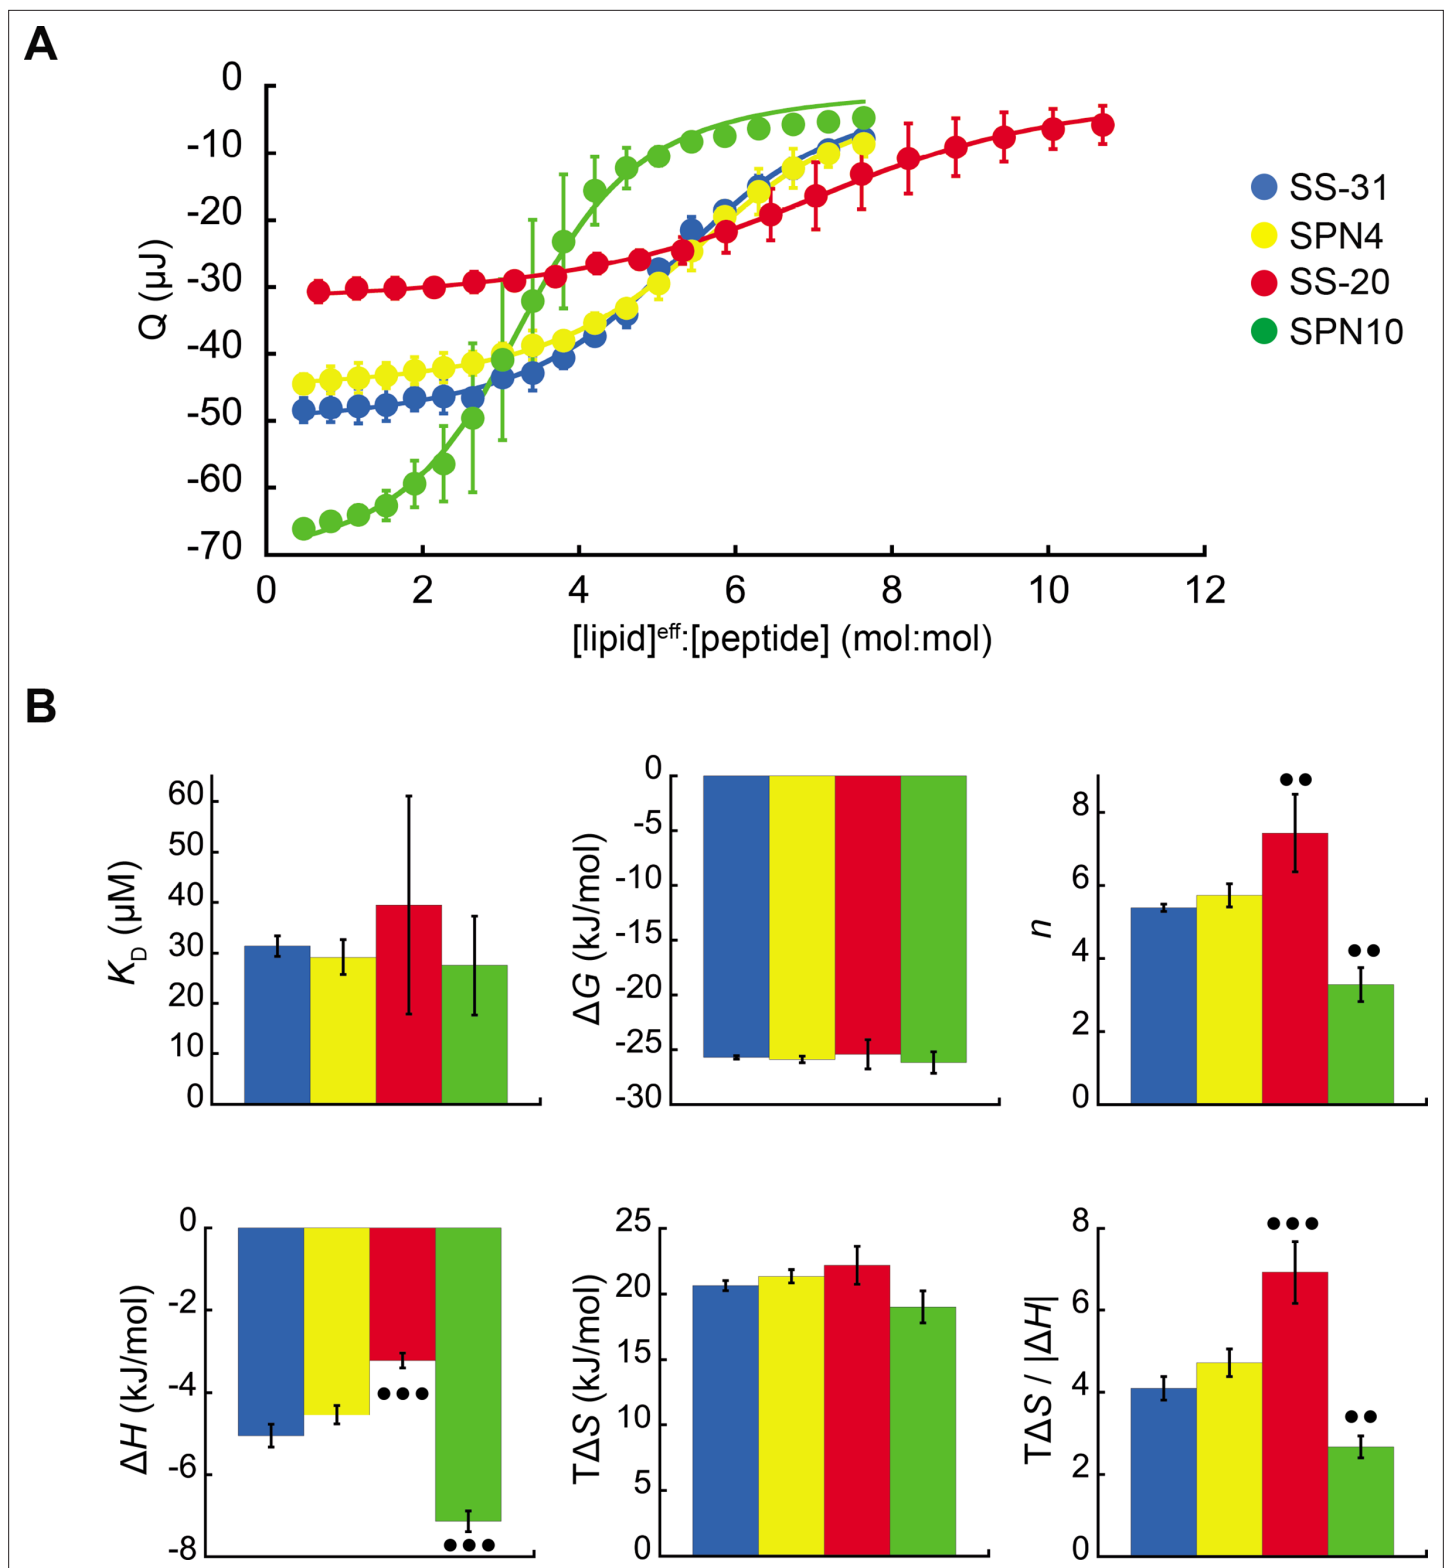 A
0
-10
-20
-30
-40
-50
-60
-70
Q (µJ)
0 2 4 6 8 10 12
[lipid]eff:[peptide] (mol:mol)
SS-31
SPN4
SS-20
SPN10
B
60
50
40
30
20
10
0
KD (µM)
0
-5
-10
-15
-20
-25
-30
ΔG (kJ/mol)
8
6
4
2
0
n
0
-2
-4
-6
-8
ΔH (kJ/mol)
25
20
15
10
5
0
TΔS (kJ/mol)
8
6
4
2
0
TΔS / |ΔH|